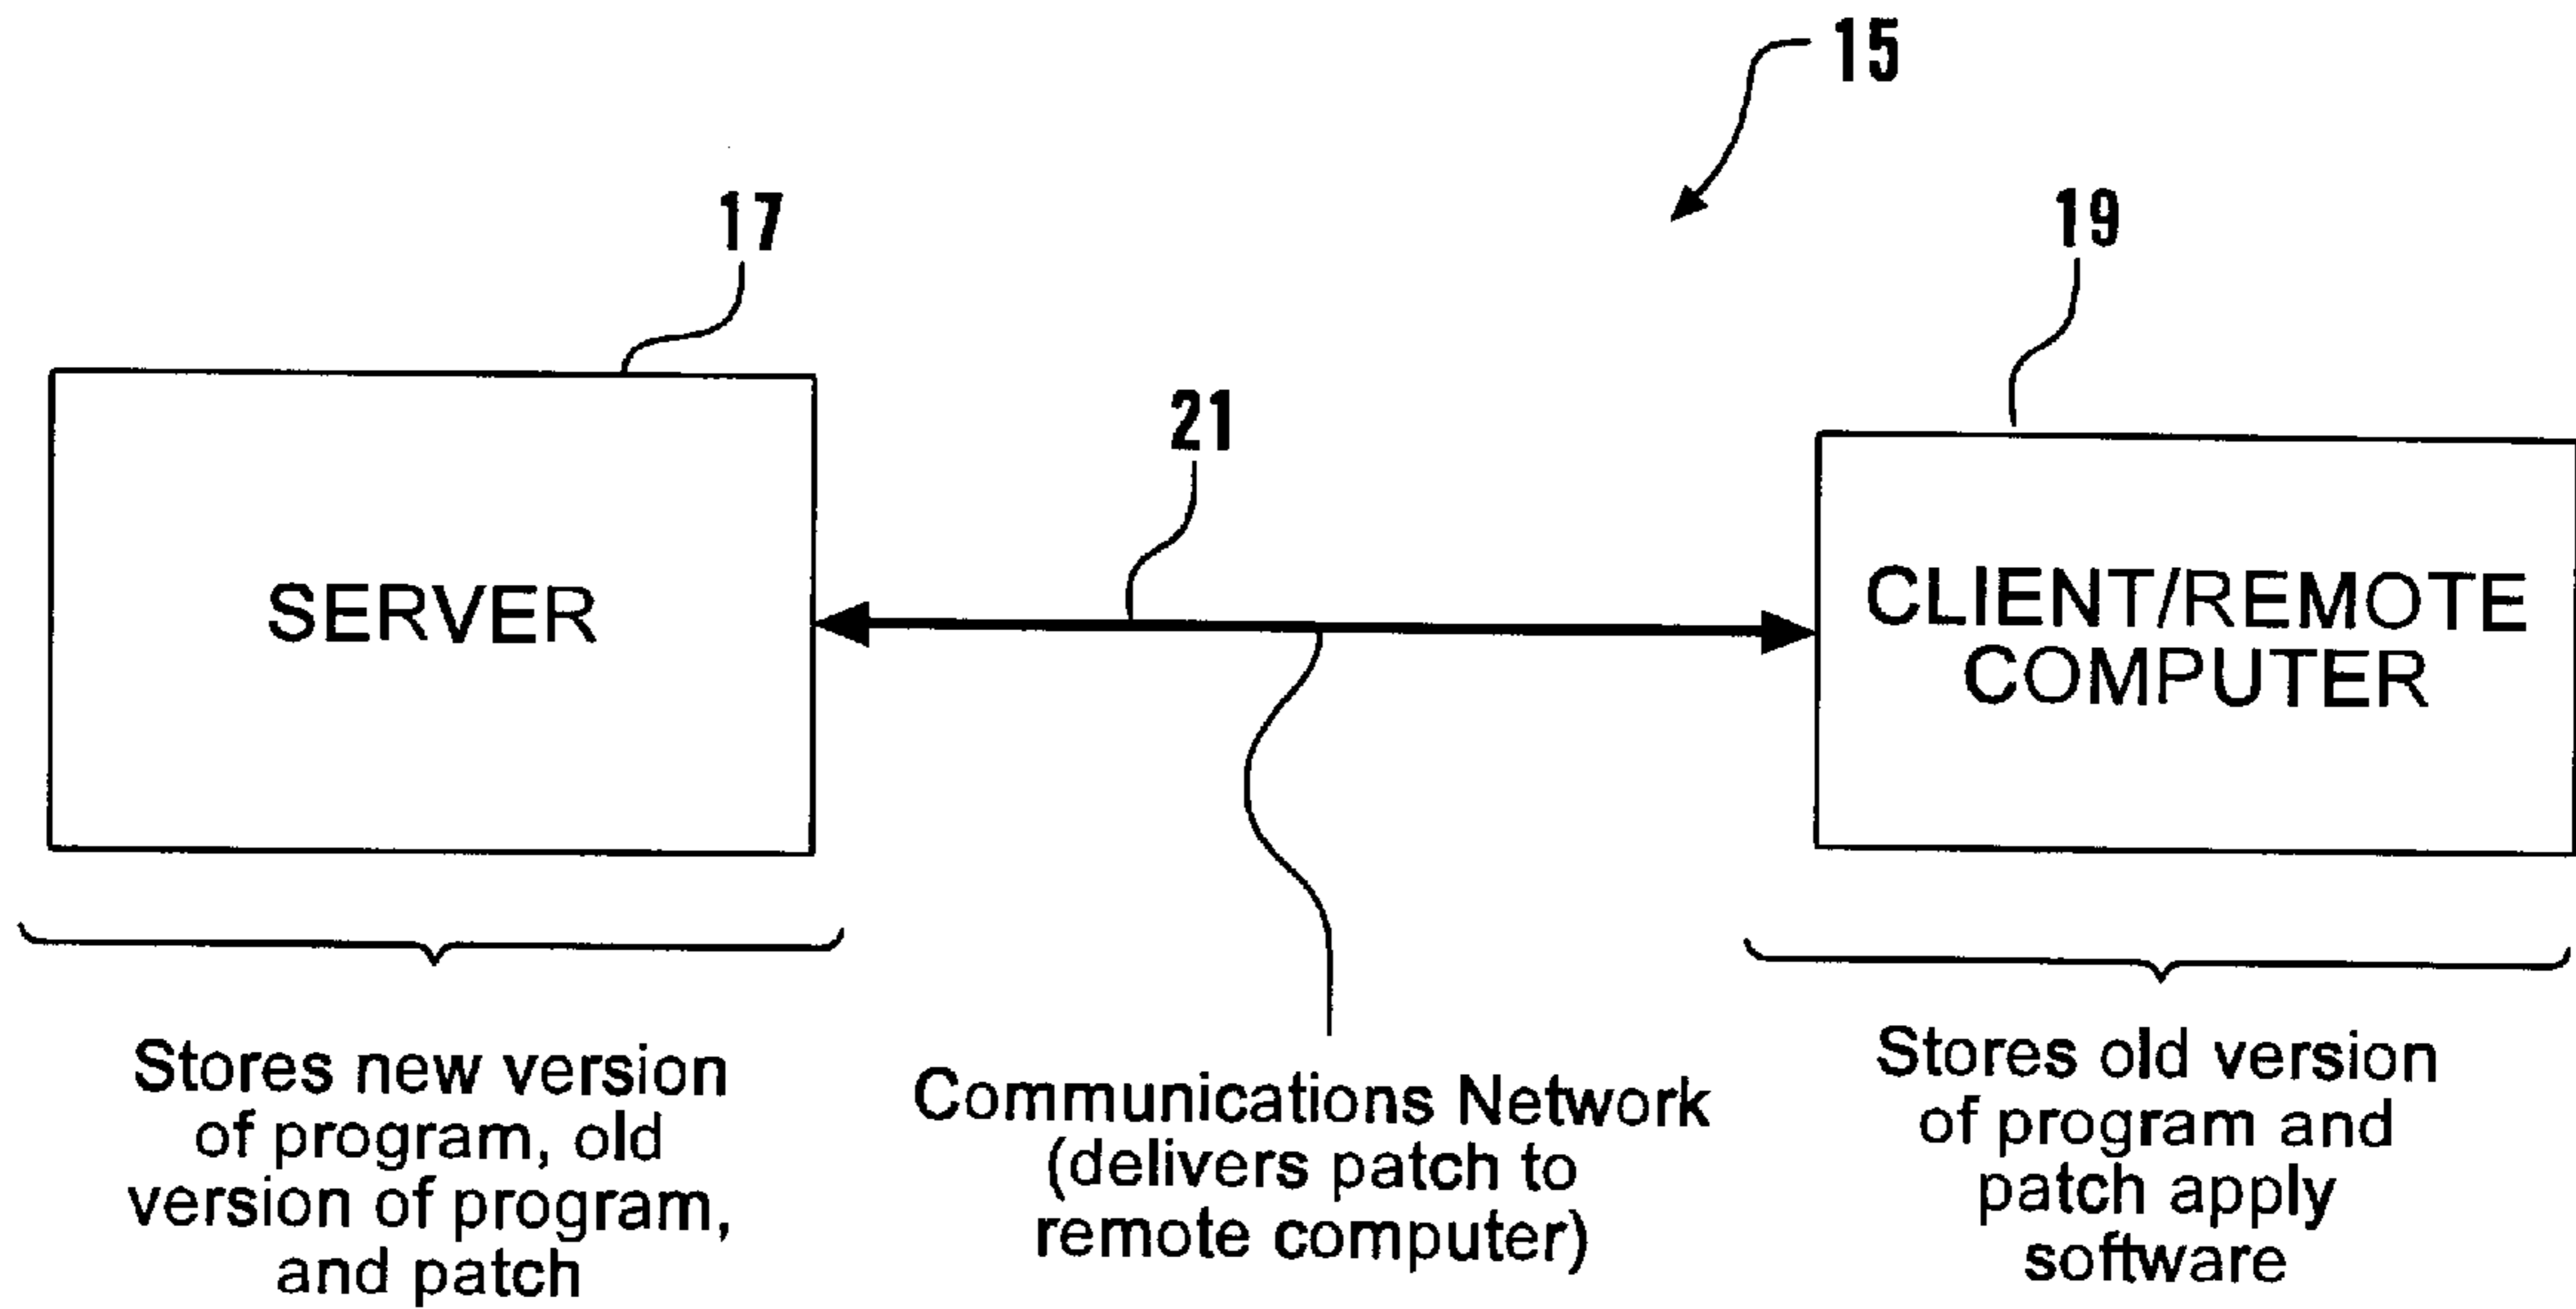 15
17
19
21
SERVER
CLIENT/REMOTE
COMPUTER
Stores new version
of program, old
version of program,
and patch
Communications Network
(delivers patch to
remote computer)
Stores old version
of program and
patch apply
software